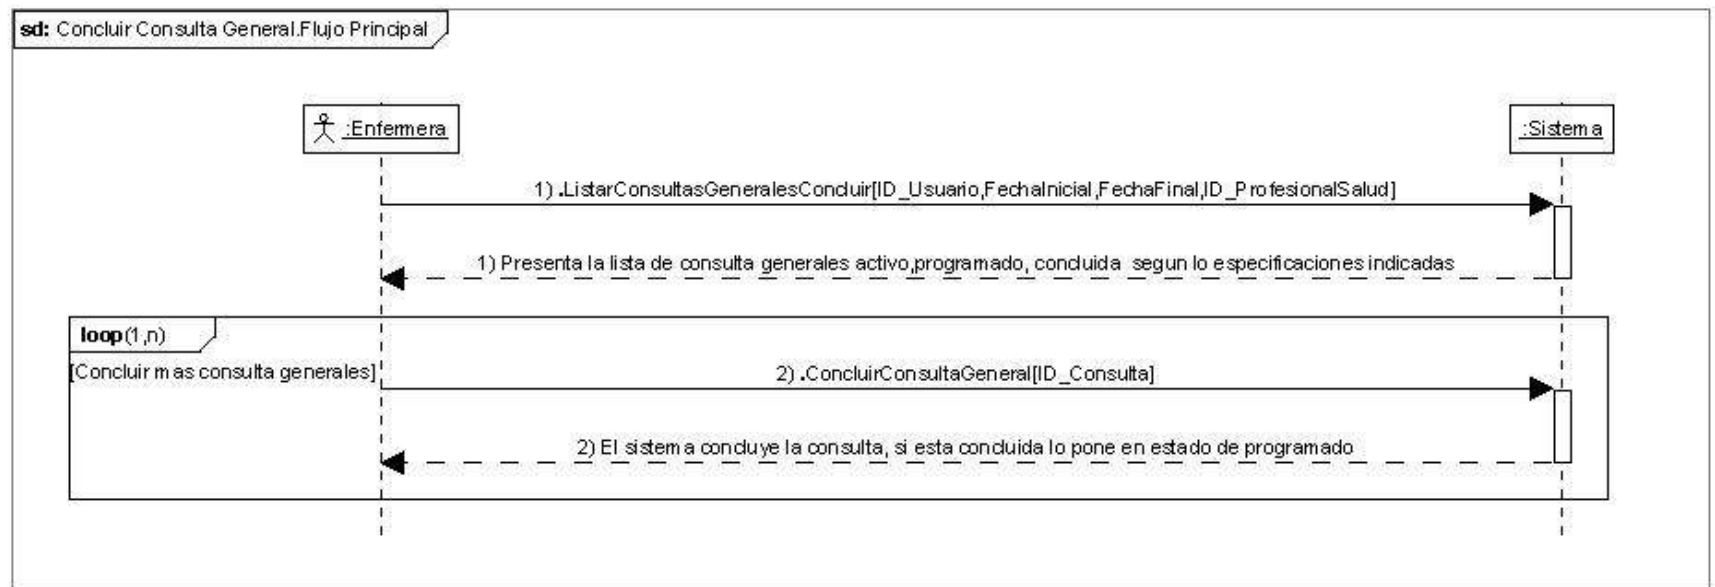 sd: Concluir Consulta General.Flujo Principal
:Enfermera
:Sistema
1) .ListarConsultasGeneralesConcluir[ID_Usuario,FechaInicial,FechaFinal,ID_ProfesionalSalud]
1) Presenta la lista de consulta generales activo,programado, concluida segun lo especificaciones indicadas
loop(1,n)
[Concluir mas consulta generales]
2) .ConcluirConsultaGeneral[ID_Consulta]
2) El sistema concluye la consulta, si esta concluida lo pone en estado de programado